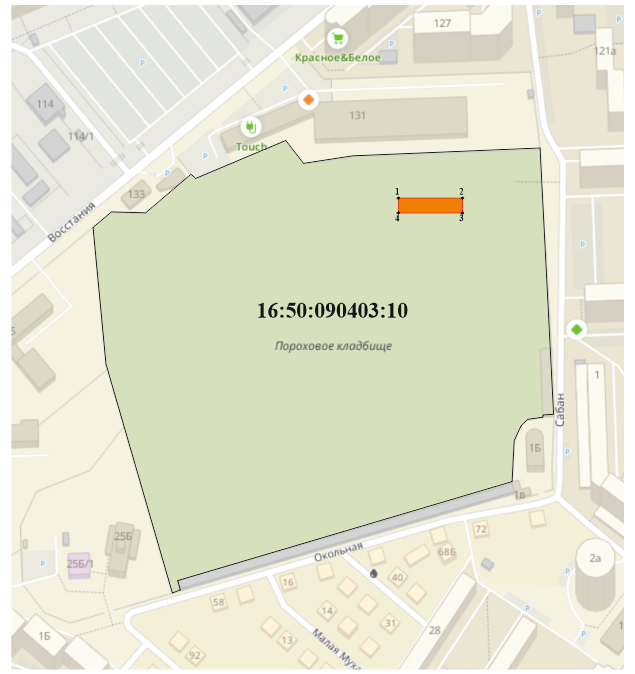 127
121а
Красное&Белое
P
P
P
P
114
131
114/1
Touch
P
P
P
133
1
2
Восстания
4
3
P
16:50:090403:10
Пороховое кладбище
1
Сабан
1Б
1в
72
25Б
Окольная
68Б
P
25Б/1
P
2а
16
40
58
14
P
31
28
1Б
13
Малая Муха
92